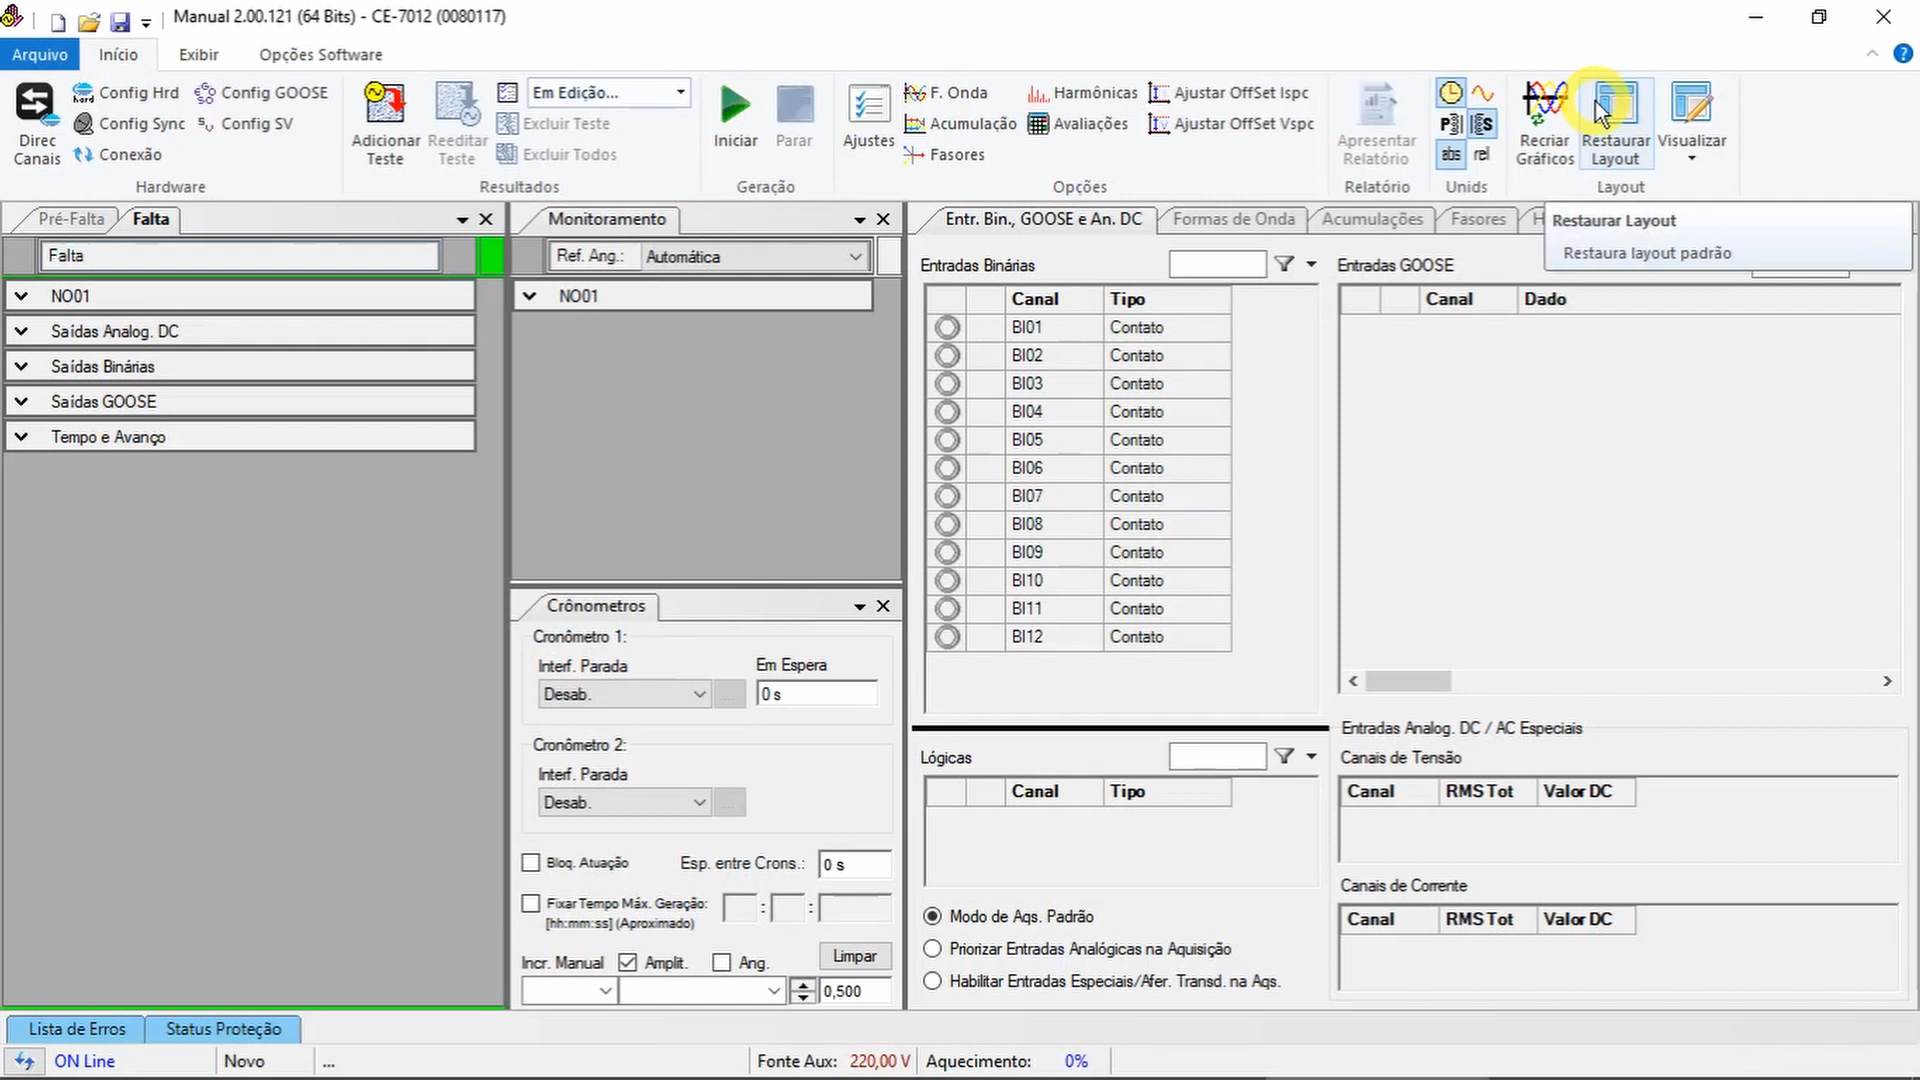 Manual 2.00.121 (64 Bits) - CE-7012 (0080117)
Arquivo Início Exibir Opções Software
Direc Canais
Config Hrd
Config Sync
Conexão
Config GOOSE
Config SV
Hardware
Adicionar Teste
Reeditar Teste
Em Edição...
Excluir Teste
Excluir Todos
Resultados
Iniciar
Parar
Geração
Ajustes
F. Onda
Acumulação
Fasores
Harmônicas
Avaliações
Ajustar OffSet Ispc
Ajustar OffSet Vspc
Opções
Apresentar Relatório
Relatório
abs rel
Unids
Recriar Gráficos
Restaurar Layout
Visualizar
Layout
Restaurar Layout
Restaura layout padrão
Pré-Falta Falta
Falta
NO01
Saídas Analog. DC
Saídas Binárias
Saídas GOOSE
Tempo e Avanço
Monitoramento
Ref. Ang.: Automática
NO01
Crônometros
Cronômetro 1:
Interf. Parada Em Espera
Desab. ... 0 s
Cronômetro 2:
Interf. Parada
Desab. ...
Bloq. Atuação Esp. entre Crons.: 0 s
Fixar Tempo Máx. Geração: : :
[hh:mm:ss] (Aproximado)
Incr. Manual Amplit. Ang. Limpar
0,500
Entr. Bin., GOOSE e An. DC Formas de Onda Acumulações Fasores H
Entradas Binárias
Canal Tipo
BI01 Contato
BI02 Contato
BI03 Contato
BI04 Contato
BI05 Contato
BI06 Contato
BI07 Contato
BI08 Contato
BI09 Contato
BI10 Contato
BI11 Contato
BI12 Contato
Lógicas
Canal Tipo
Modo de Aqs. Padrão
Priorizar Entradas Analógicas na Aquisição
Habilitar Entradas Especiais/Afer. Transd. na Aqs.
Entradas GOOSE
Canal Dado
Entradas Analog. DC / AC Especiais
Canais de Tensão
Canal RMS Tot Valor DC
Canais de Corrente
Canal RMS Tot Valor DC
Lista de Erros Status Proteção
ON Line Novo ... Fonte Aux: 220,00 V Aquecimento: 0%